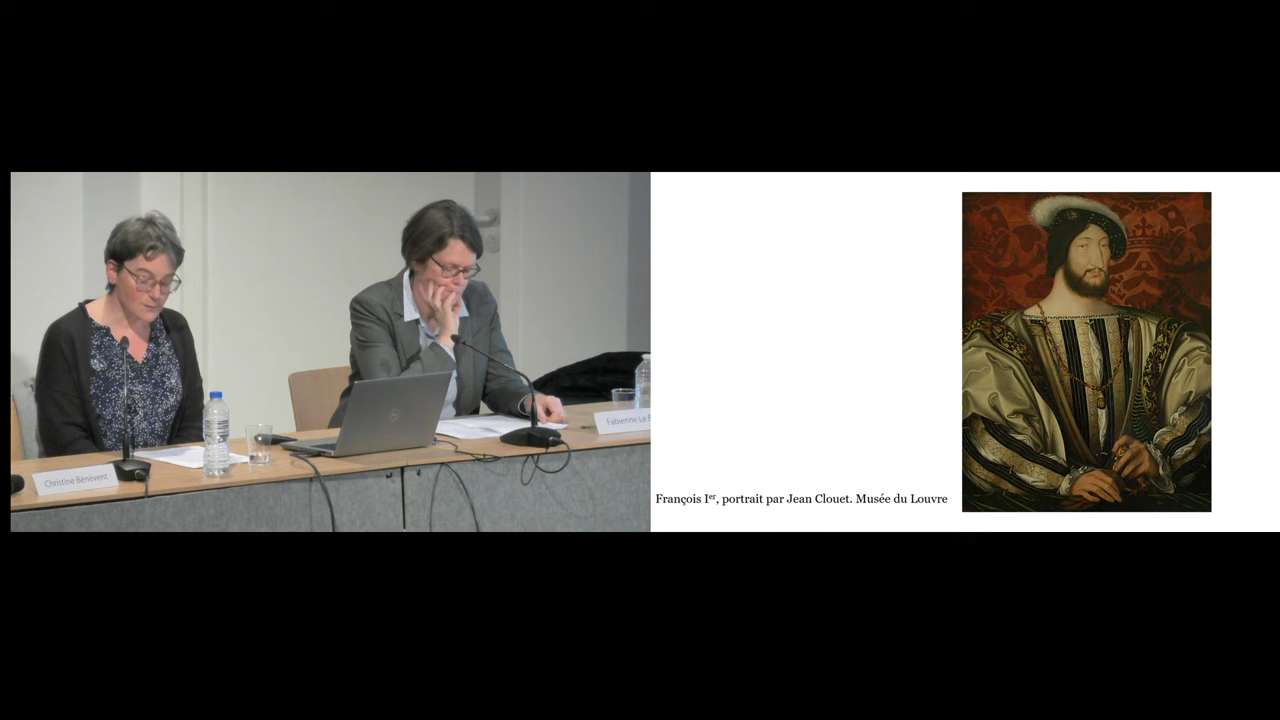 Christine Bénévent
Fabienne Le B
François Iᵉʳ, portrait par Jean Clouet. Musée du Louvre